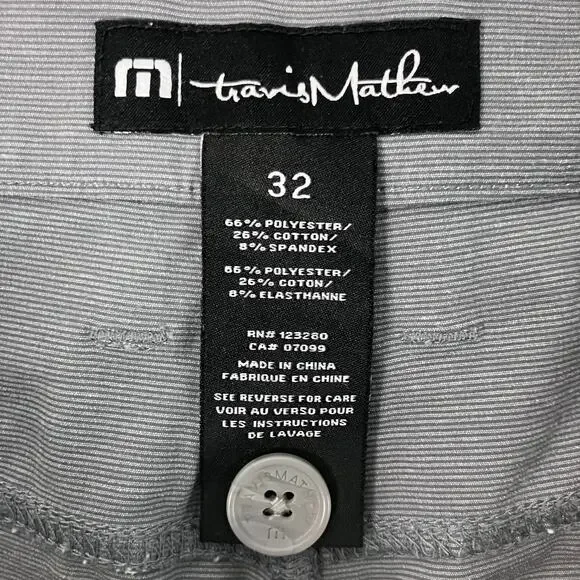 travisMathew
32
66% POLYESTER/
26% COTTON/
8% SPANDEX
66% POLYESTER/
26% COTON/
8% ELASTHANNE
RN# 123260
CA# 07099
MADE IN CHINA
FABRIQUE EN CHINE
SEE REVERSE FOR CARE
VOIR AU VERSO POUR
LES INSTRUCTIONS
DE LAVAGE